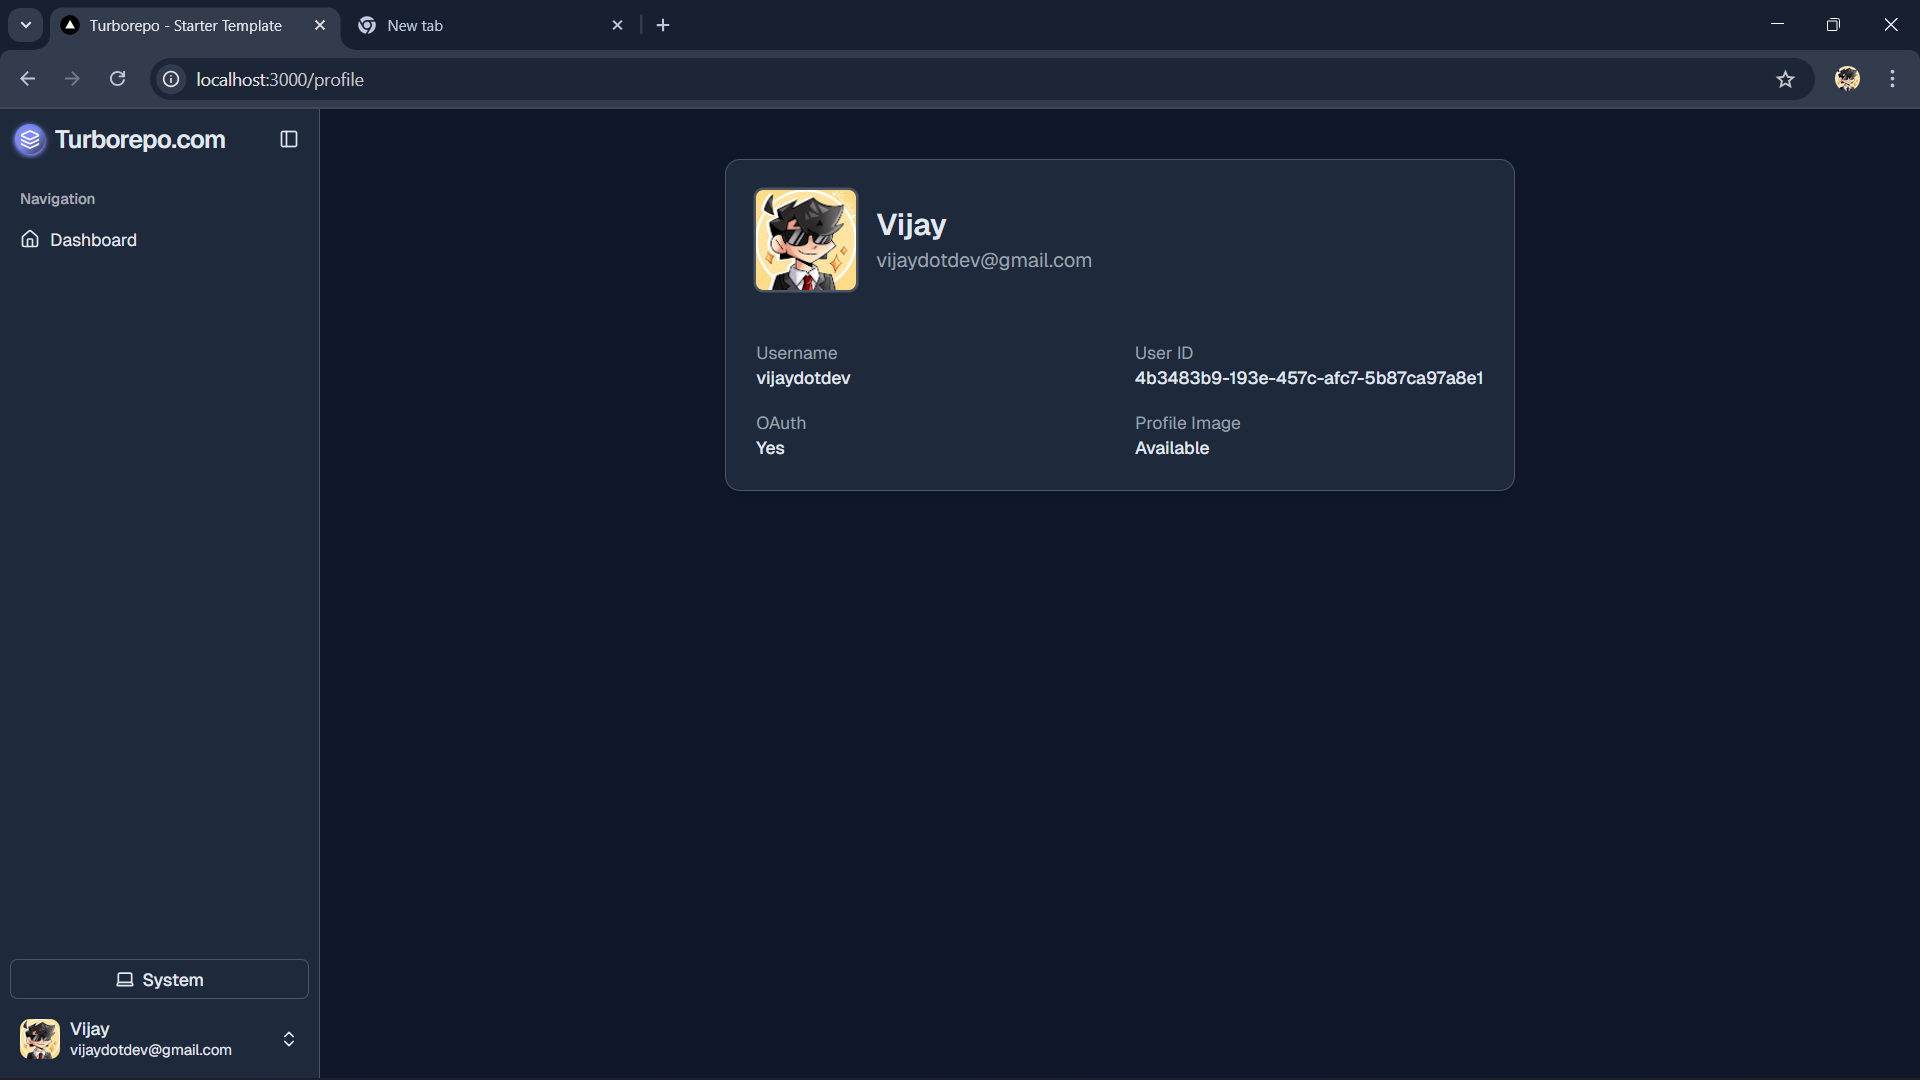 Turborepo - Starter Template
New tab
localhost:3000/profile
Turborepo.com
Navigation
Dashboard
Vijay
vijaydotdev@gmail.com
Username
vijaydotdev
User ID
4b3483b9-193e-457c-afc7-5b87ca97a8e1
OAuth
Yes
Profile Image
Available
System
Vijay
vijaydotdev@gmail.com